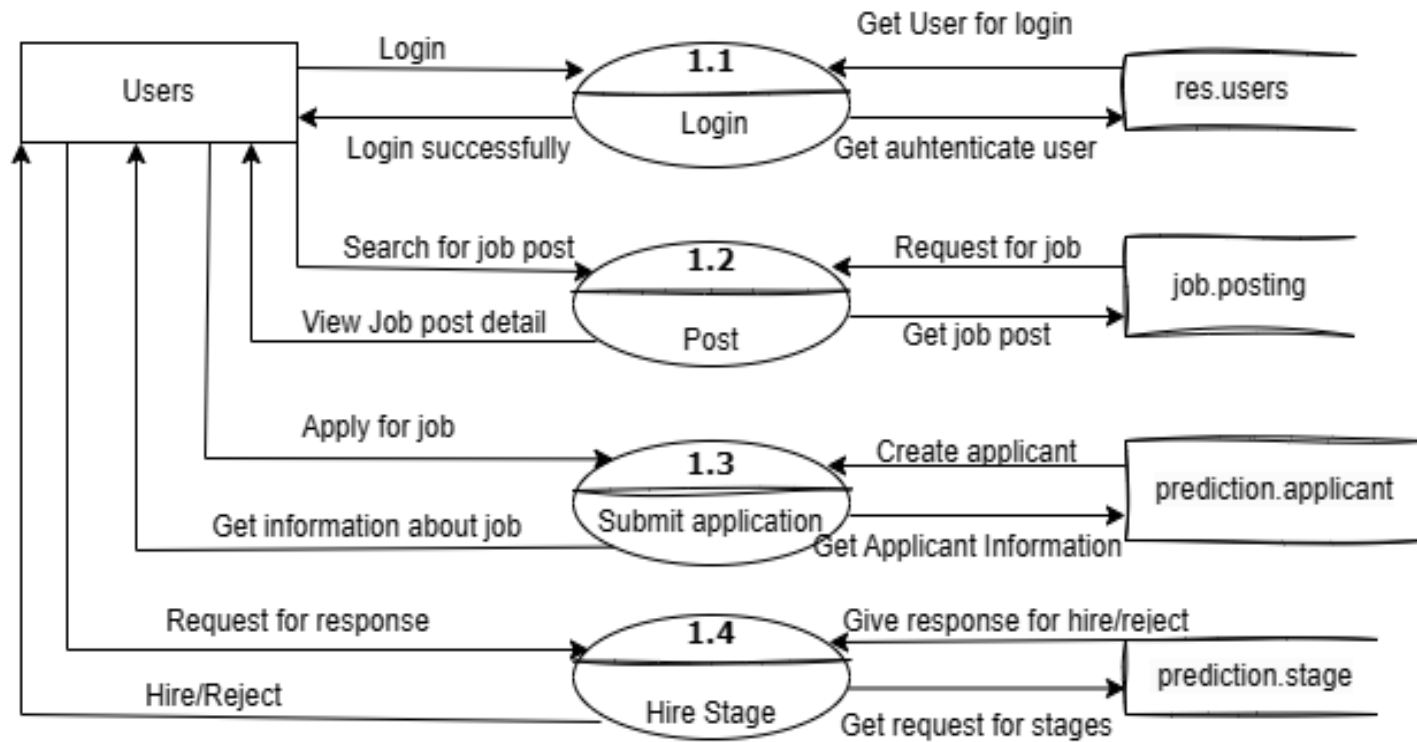 Get User for login
Login
1.1
Users
res.users
Login
Login successfully
Get auhtenticate user
Search for job post
1.2
Request for job
job.posting
View Job post detail
Post
Get job post
Apply for job
1.3
Create applicant
prediction.applicant
Get information about job
Submit application
Get Applicant Information
Request for response
1.4
Give response for hire/reject
prediction.stage
Hire/Reject
Hire Stage
Get request for stages